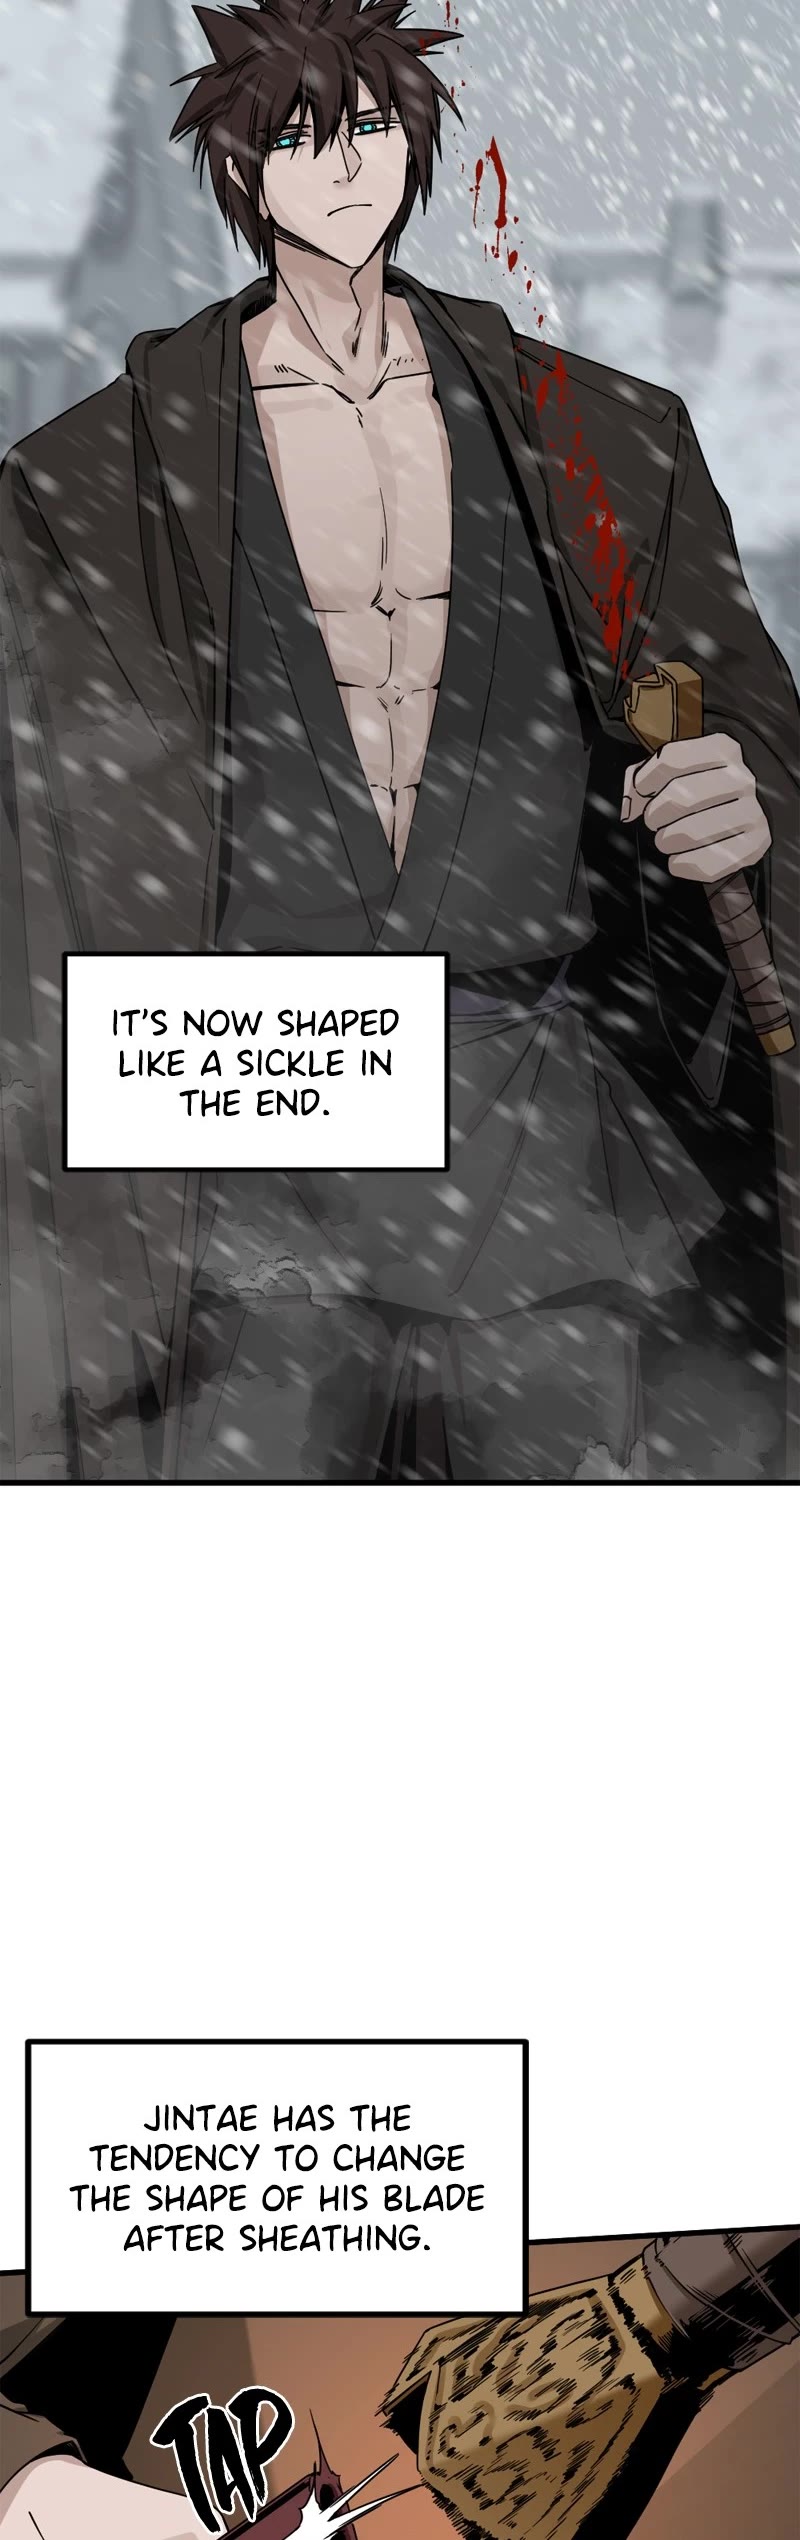 IT'S NOW SHAPED
LIKE A SICKLE IN
THE END.
JINTAE HAS THE
TENDENCY TO CHANGE
THE SHAPE OF HIS BLADE
AFTER SHEATHING.
TAP